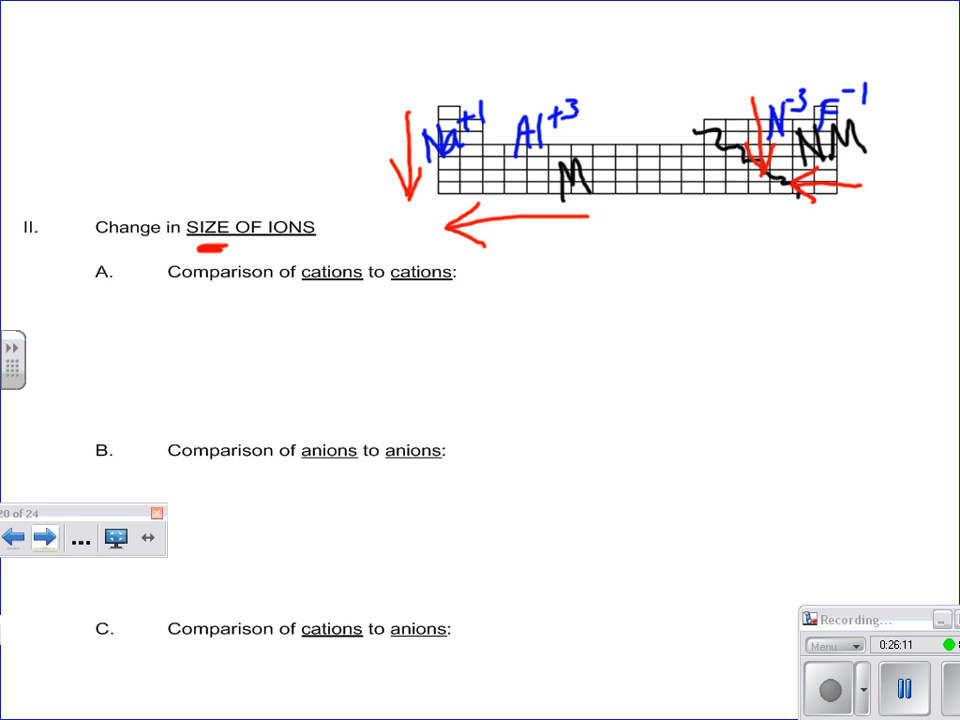 Na+1 Al+3 N-3 F-1
M NM
II. Change in SIZE OF IONS
A. Comparison of cations to cations:
B. Comparison of anions to anions:
20 of 24
...
C. Comparison of cations to anions:
Recording...
Menu 0:26:11